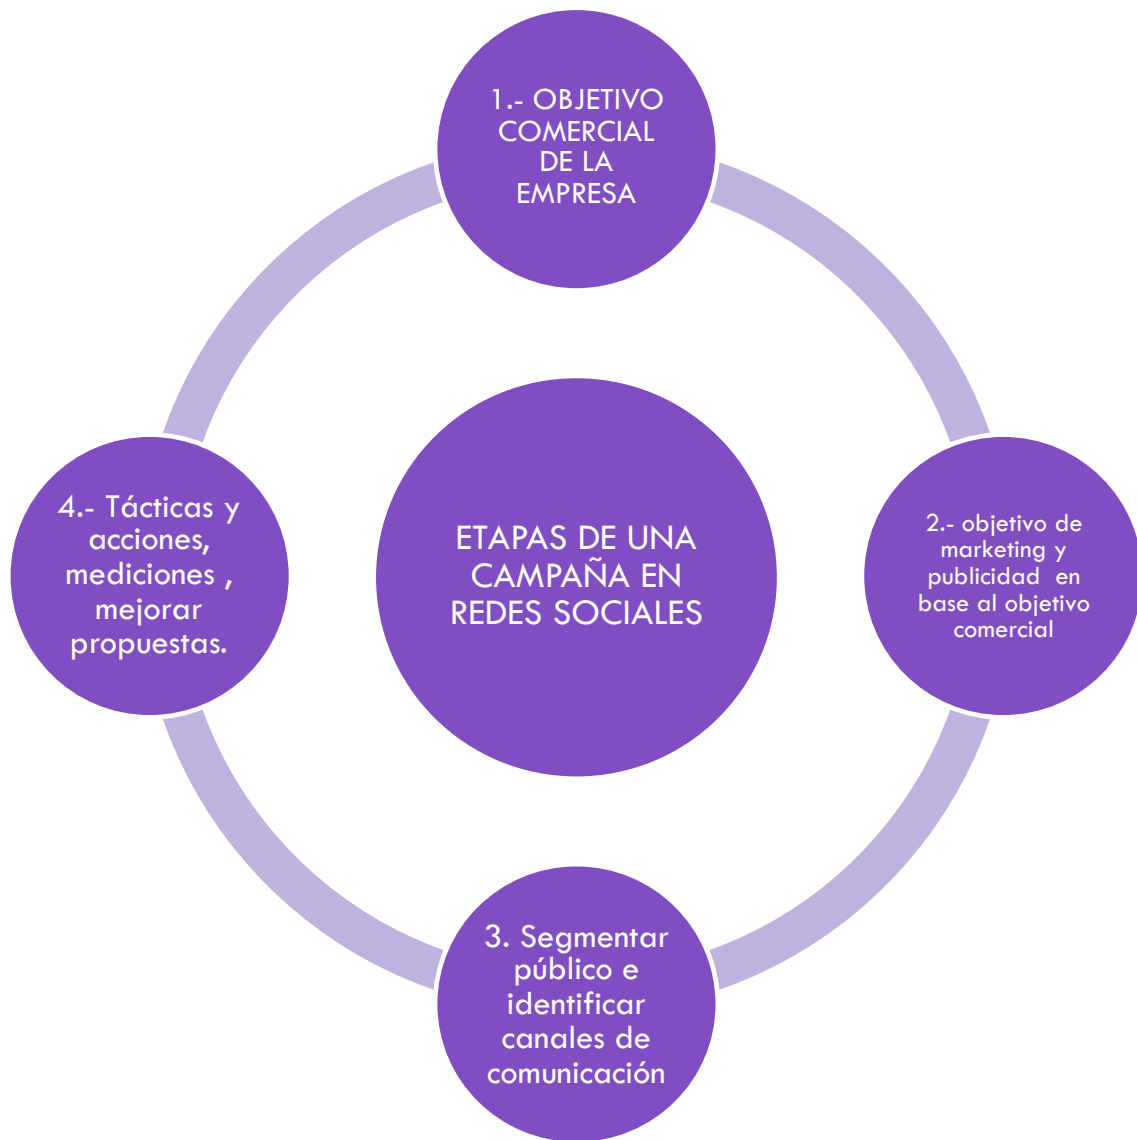 1.- OBJETIVO
COMERCIAL
DE LA
EMPRESA
2.- objetivo de
marketing y
publicidad en
base al objetivo
comercial
3. Segmentar
público e
identificar
canales de
comunicación
4.- Tácticas y
acciones,
mediciones ,
mejorar
propuestas.
ETAPAS DE UNA
CAMPAÑA EN
REDES SOCIALES